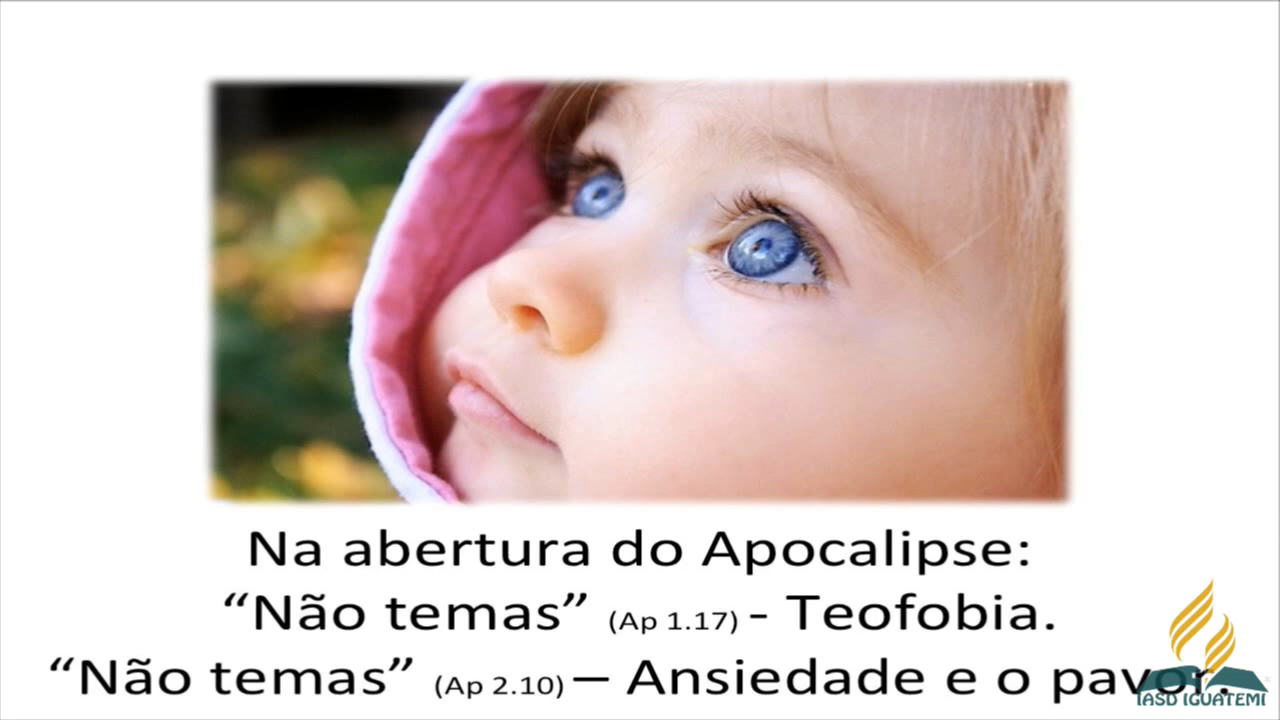 Na abertura do Apocalipse:
“Não temas” (Ap 1.17) - Teofobia.
“Não temas” (Ap 2.10) – Ansiedade e o pavor.
IASD IGUATEMI